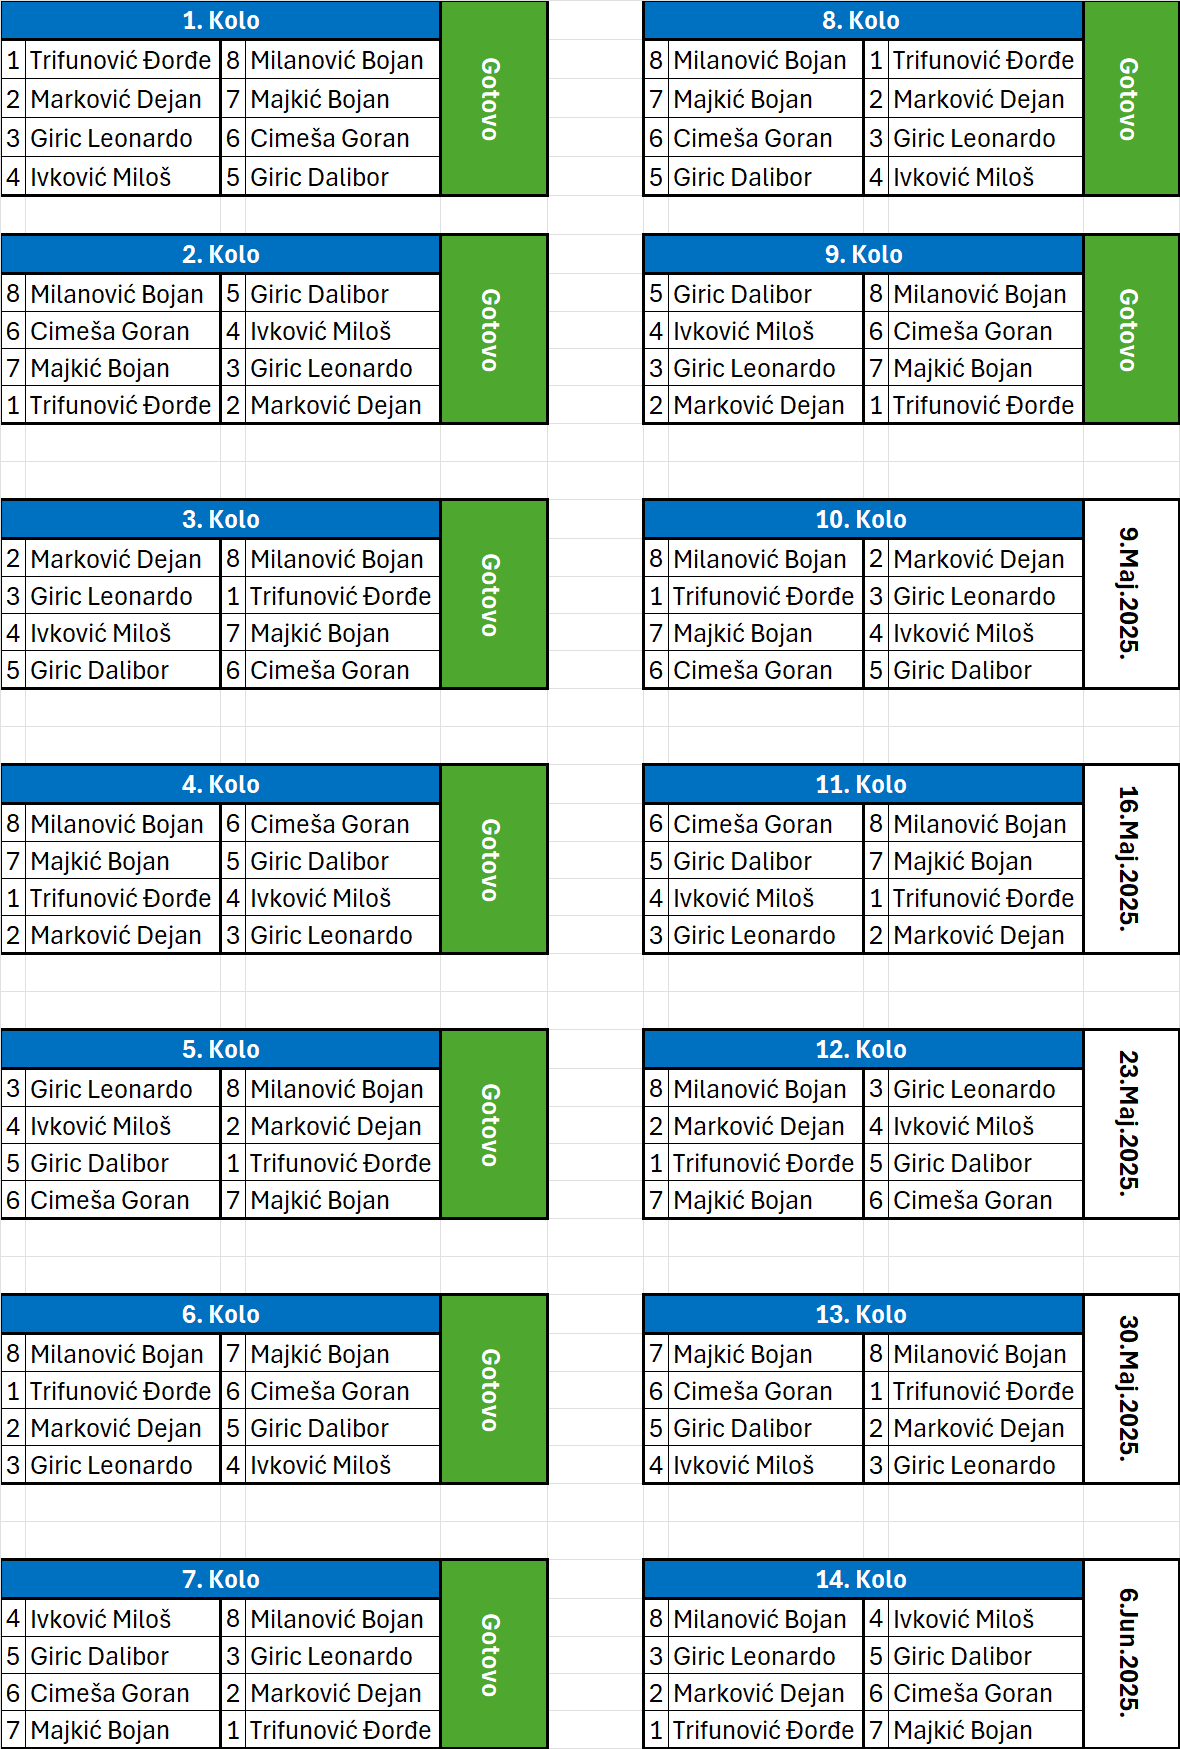 1. Kolo
1 Trifunović Đorđe 8 Milanović Bojan
2 Marković Dejan 7 Majkić Bojan
3 Giric Leonardo 6 Cimeša Goran
4 Ivković Miloš 5 Giric Dalibor
Gotovo
8. Kolo
8 Milanović Bojan 1 Trifunović Đorđe
7 Majkić Bojan 2 Marković Dejan
6 Cimeša Goran 3 Giric Leonardo
5 Giric Dalibor 4 Ivković Miloš
Gotovo
2. Kolo
8 Milanović Bojan 5 Giric Dalibor
6 Cimeša Goran 4 Ivković Miloš
7 Majkić Bojan 3 Giric Leonardo
1 Trifunović Đorđe 2 Marković Dejan
Gotovo
9. Kolo
5 Giric Dalibor 8 Milanović Bojan
4 Ivković Miloš 6 Cimeša Goran
3 Giric Leonardo 7 Majkić Bojan
2 Marković Dejan 1 Trifunović Đorđe
Gotovo
3. Kolo
2 Marković Dejan 8 Milanović Bojan
3 Giric Leonardo 1 Trifunović Đorđe
4 Ivković Miloš 7 Majkić Bojan
5 Giric Dalibor 6 Cimeša Goran
Gotovo
10. Kolo
8 Milanović Bojan 2 Marković Dejan
1 Trifunović Đorđe 3 Giric Leonardo
7 Majkić Bojan 4 Ivković Miloš
6 Cimeša Goran 5 Giric Dalibor
9.Maj.2025.
4. Kolo
8 Milanović Bojan 6 Cimeša Goran
7 Majkić Bojan 5 Giric Dalibor
1 Trifunović Đorđe 4 Ivković Miloš
2 Marković Dejan 3 Giric Leonardo
Gotovo
11. Kolo
6 Cimeša Goran 8 Milanović Bojan
5 Giric Dalibor 7 Majkić Bojan
4 Ivković Miloš 1 Trifunović Đorđe
3 Giric Leonardo 2 Marković Dejan
16.Maj.2025.
5. Kolo
3 Giric Leonardo 8 Milanović Bojan
4 Ivković Miloš 2 Marković Dejan
5 Giric Dalibor 1 Trifunović Đorđe
6 Cimeša Goran 7 Majkić Bojan
Gotovo
12. Kolo
8 Milanović Bojan 3 Giric Leonardo
2 Marković Dejan 4 Ivković Miloš
1 Trifunović Đorđe 5 Giric Dalibor
7 Majkić Bojan 6 Cimeša Goran
23.Maj.2025.
6. Kolo
8 Milanović Bojan 7 Majkić Bojan
1 Trifunović Đorđe 6 Cimeša Goran
2 Marković Dejan 5 Giric Dalibor
3 Giric Leonardo 4 Ivković Miloš
Gotovo
13. Kolo
7 Majkić Bojan 8 Milanović Bojan
6 Cimeša Goran 1 Trifunović Đorđe
5 Giric Dalibor 2 Marković Dejan
4 Ivković Miloš 3 Giric Leonardo
30.Maj.2025.
7. Kolo
4 Ivković Miloš 8 Milanović Bojan
5 Giric Dalibor 3 Giric Leonardo
6 Cimeša Goran 2 Marković Dejan
7 Majkić Bojan 1 Trifunović Đorđe
Gotovo
14. Kolo
8 Milanović Bojan 4 Ivković Miloš
3 Giric Leonardo 5 Giric Dalibor
2 Marković Dejan 6 Cimeša Goran
1 Trifunović Đorđe 7 Majkić Bojan
6.Jun.2025.